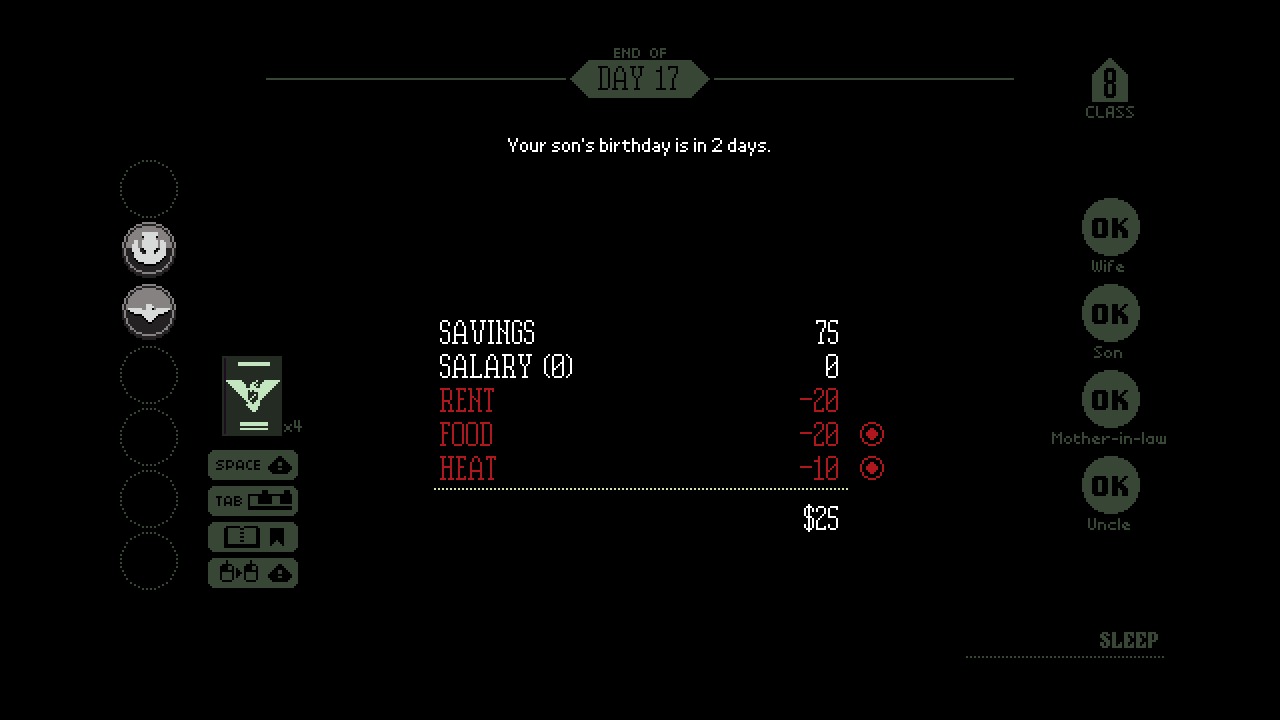 END OF
DAY 17
8
CLASS
Your son's birthday is in 2 days.
OK
Wife
OK
Son
OK
Mother-in-law
OK
Uncle
SAVINGS 75
SALARY (0) 0
RENT -20
FOOD -20
HEAT -10
$25
x4
SPACE
TAB
SLEEP